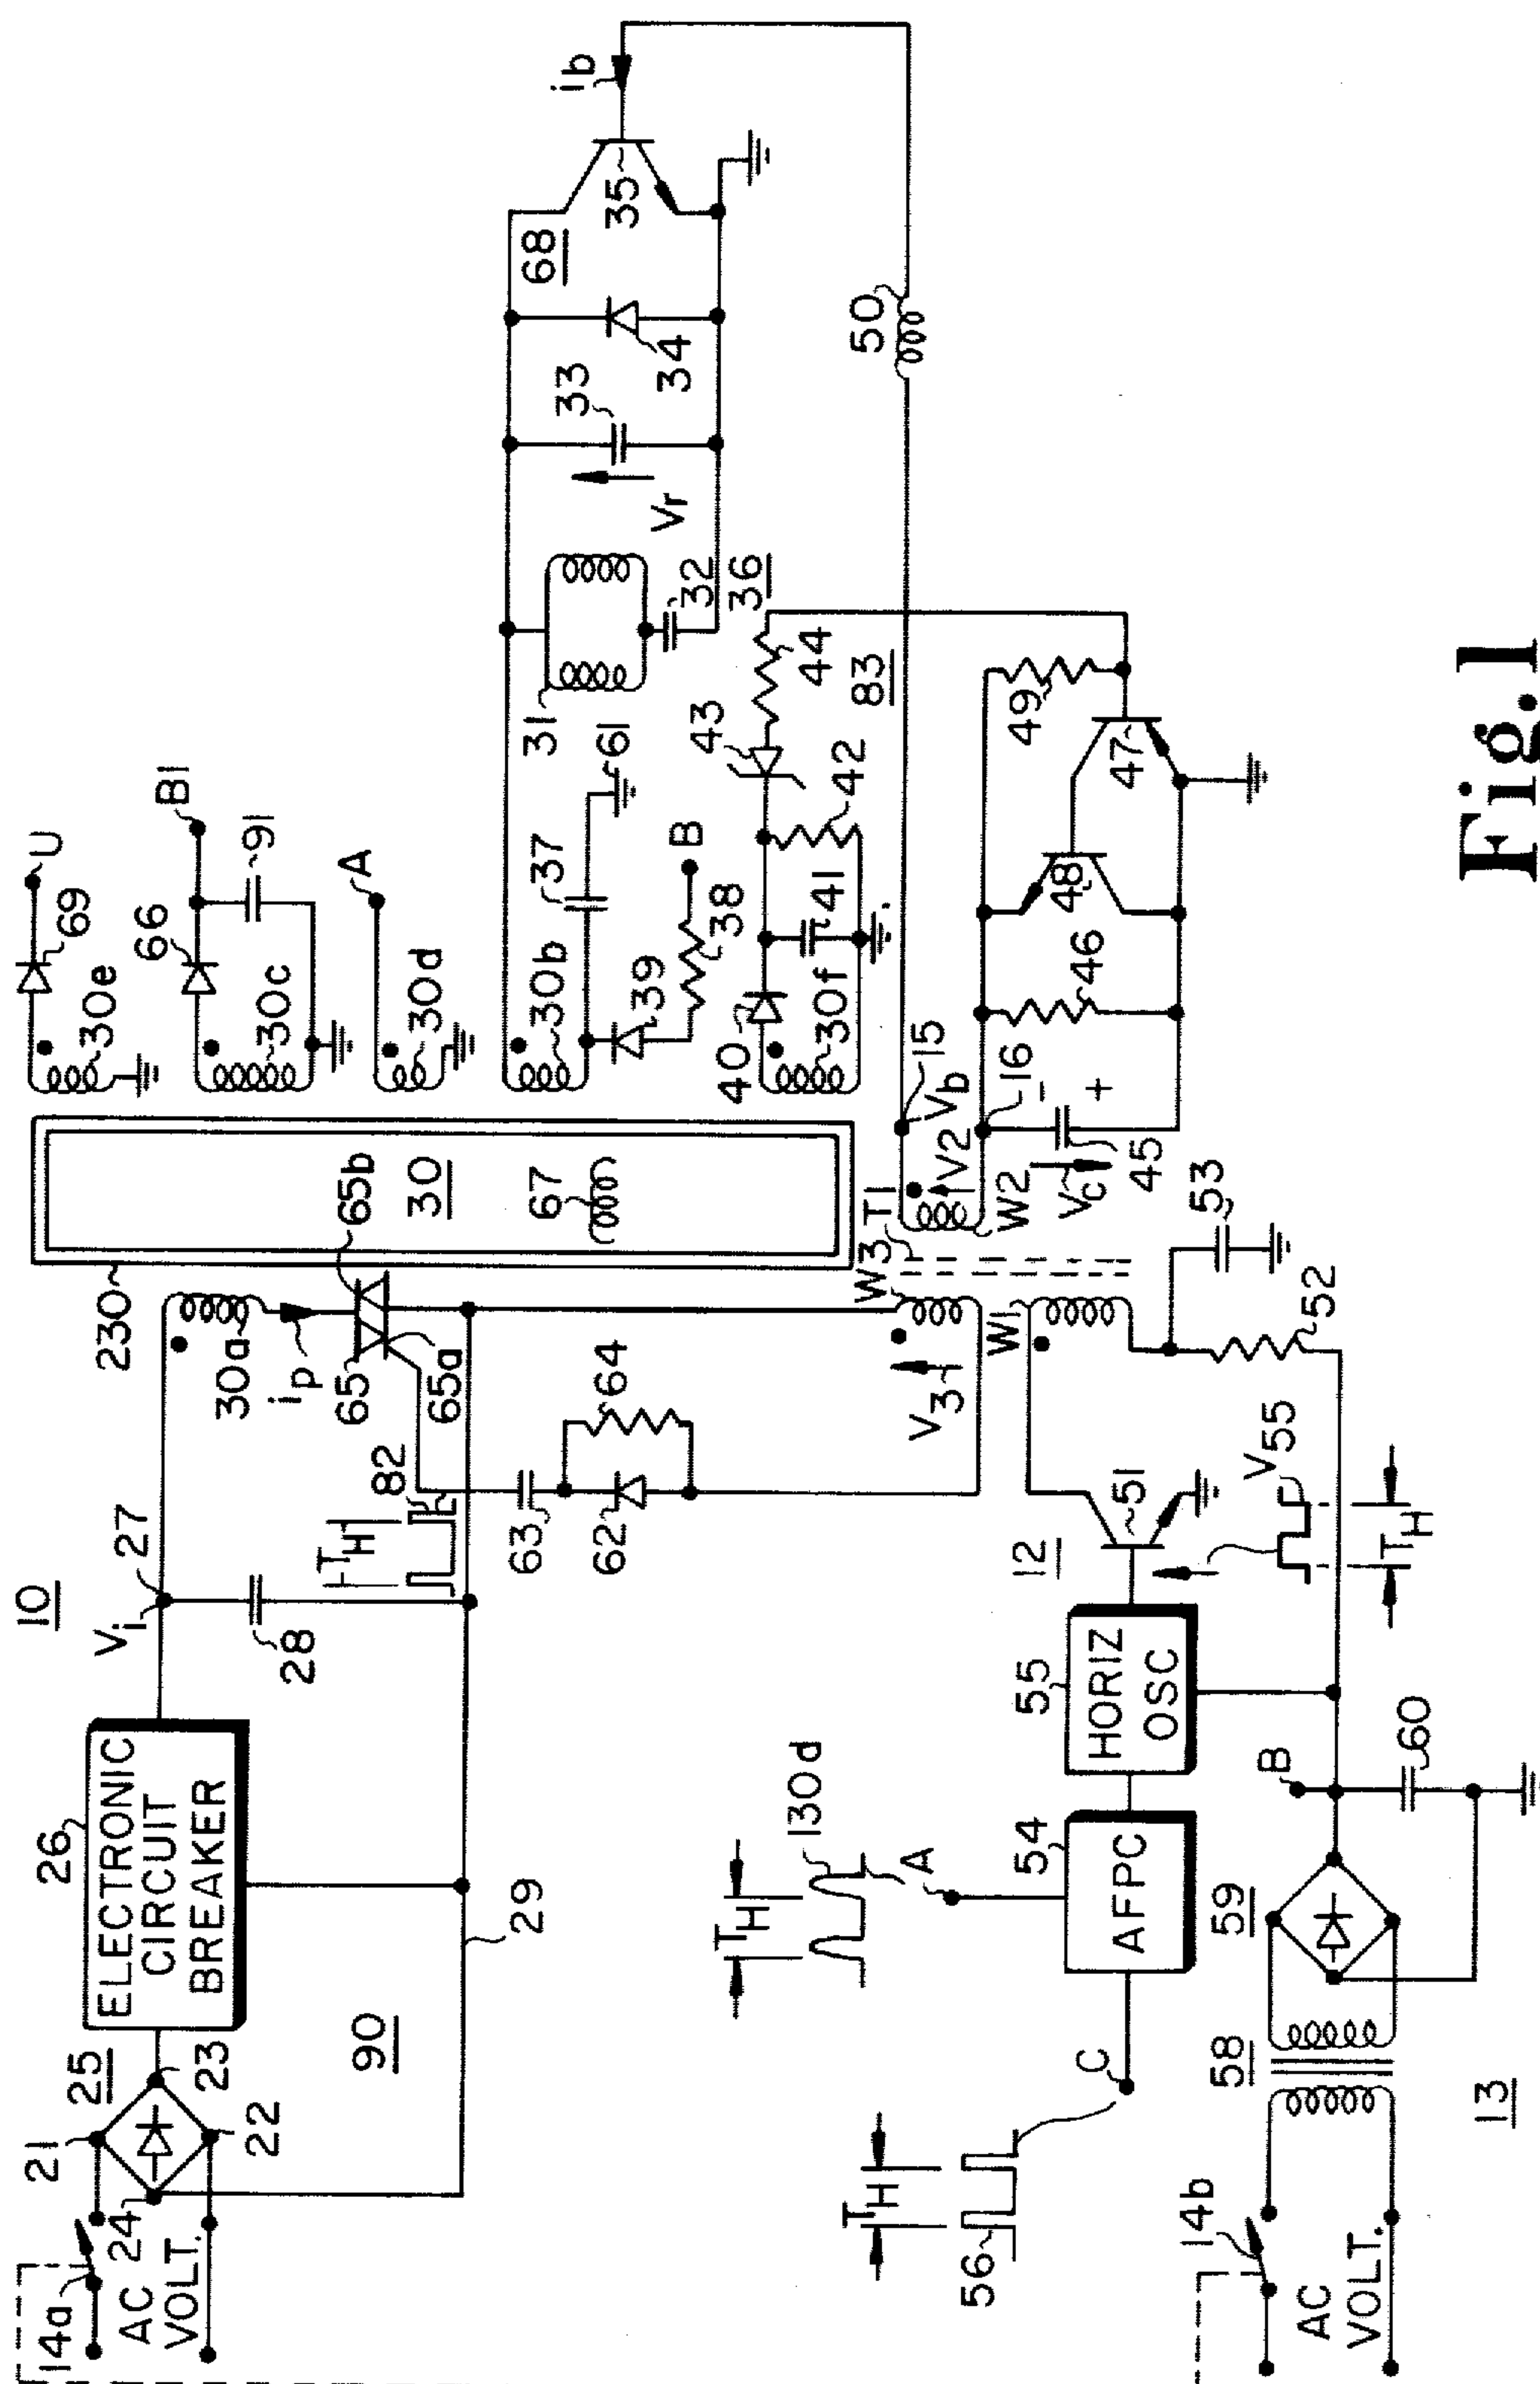 10
14a
AC
VOLT.
21
25
24
22
23
26
ELECTRONIC
CIRCUIT
BREAKER
90
29
Vi
27
28
TH
82
30a
ip
65
65a
65b
230
30
67
63
62
64
V3
W3
W1
T1
W2
V2
30e
69
U
66
30c
91
B1
30d
A
30b
37
61
39
38
B
40
30f
41
42
43
44
83
31
32
36
Vr
33
34
68
35
ib
50
15
Vb
16
Vc
45
-
+
46
48
47
49
53
52
12
51
V55
TH
55
HORIZ
OSC
54
AFPC
A
130d
TH
C
56
TH
B
60
59
58
13
14b
AC
VOLT.
Fig.1